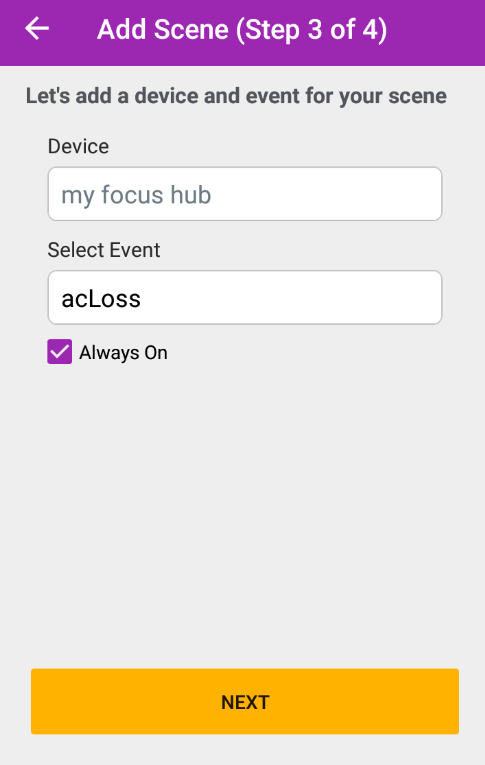 Add Scene (Step 3 of 4)
Let's add a device and event for your scene
Device
my focus hub
Select Event
acLoss
Always On
NEXT